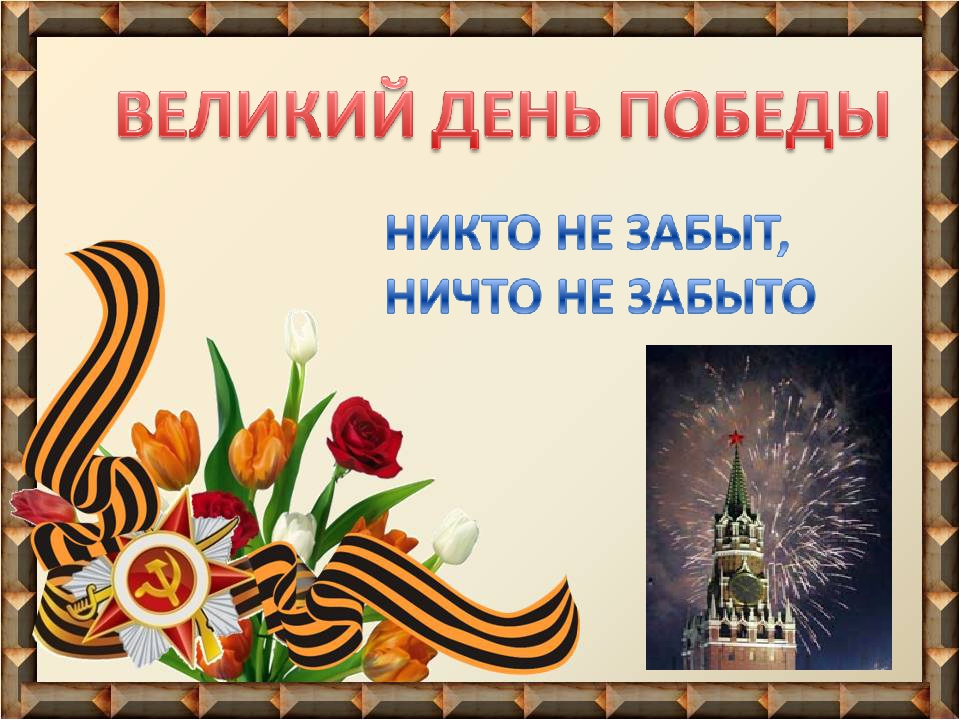 ВЕЛИКИЙ ДЕНЬ ПОБЕДЫ
НИКТО НЕ ЗАБЫТ,
НИЧТО НЕ ЗАБЫТО